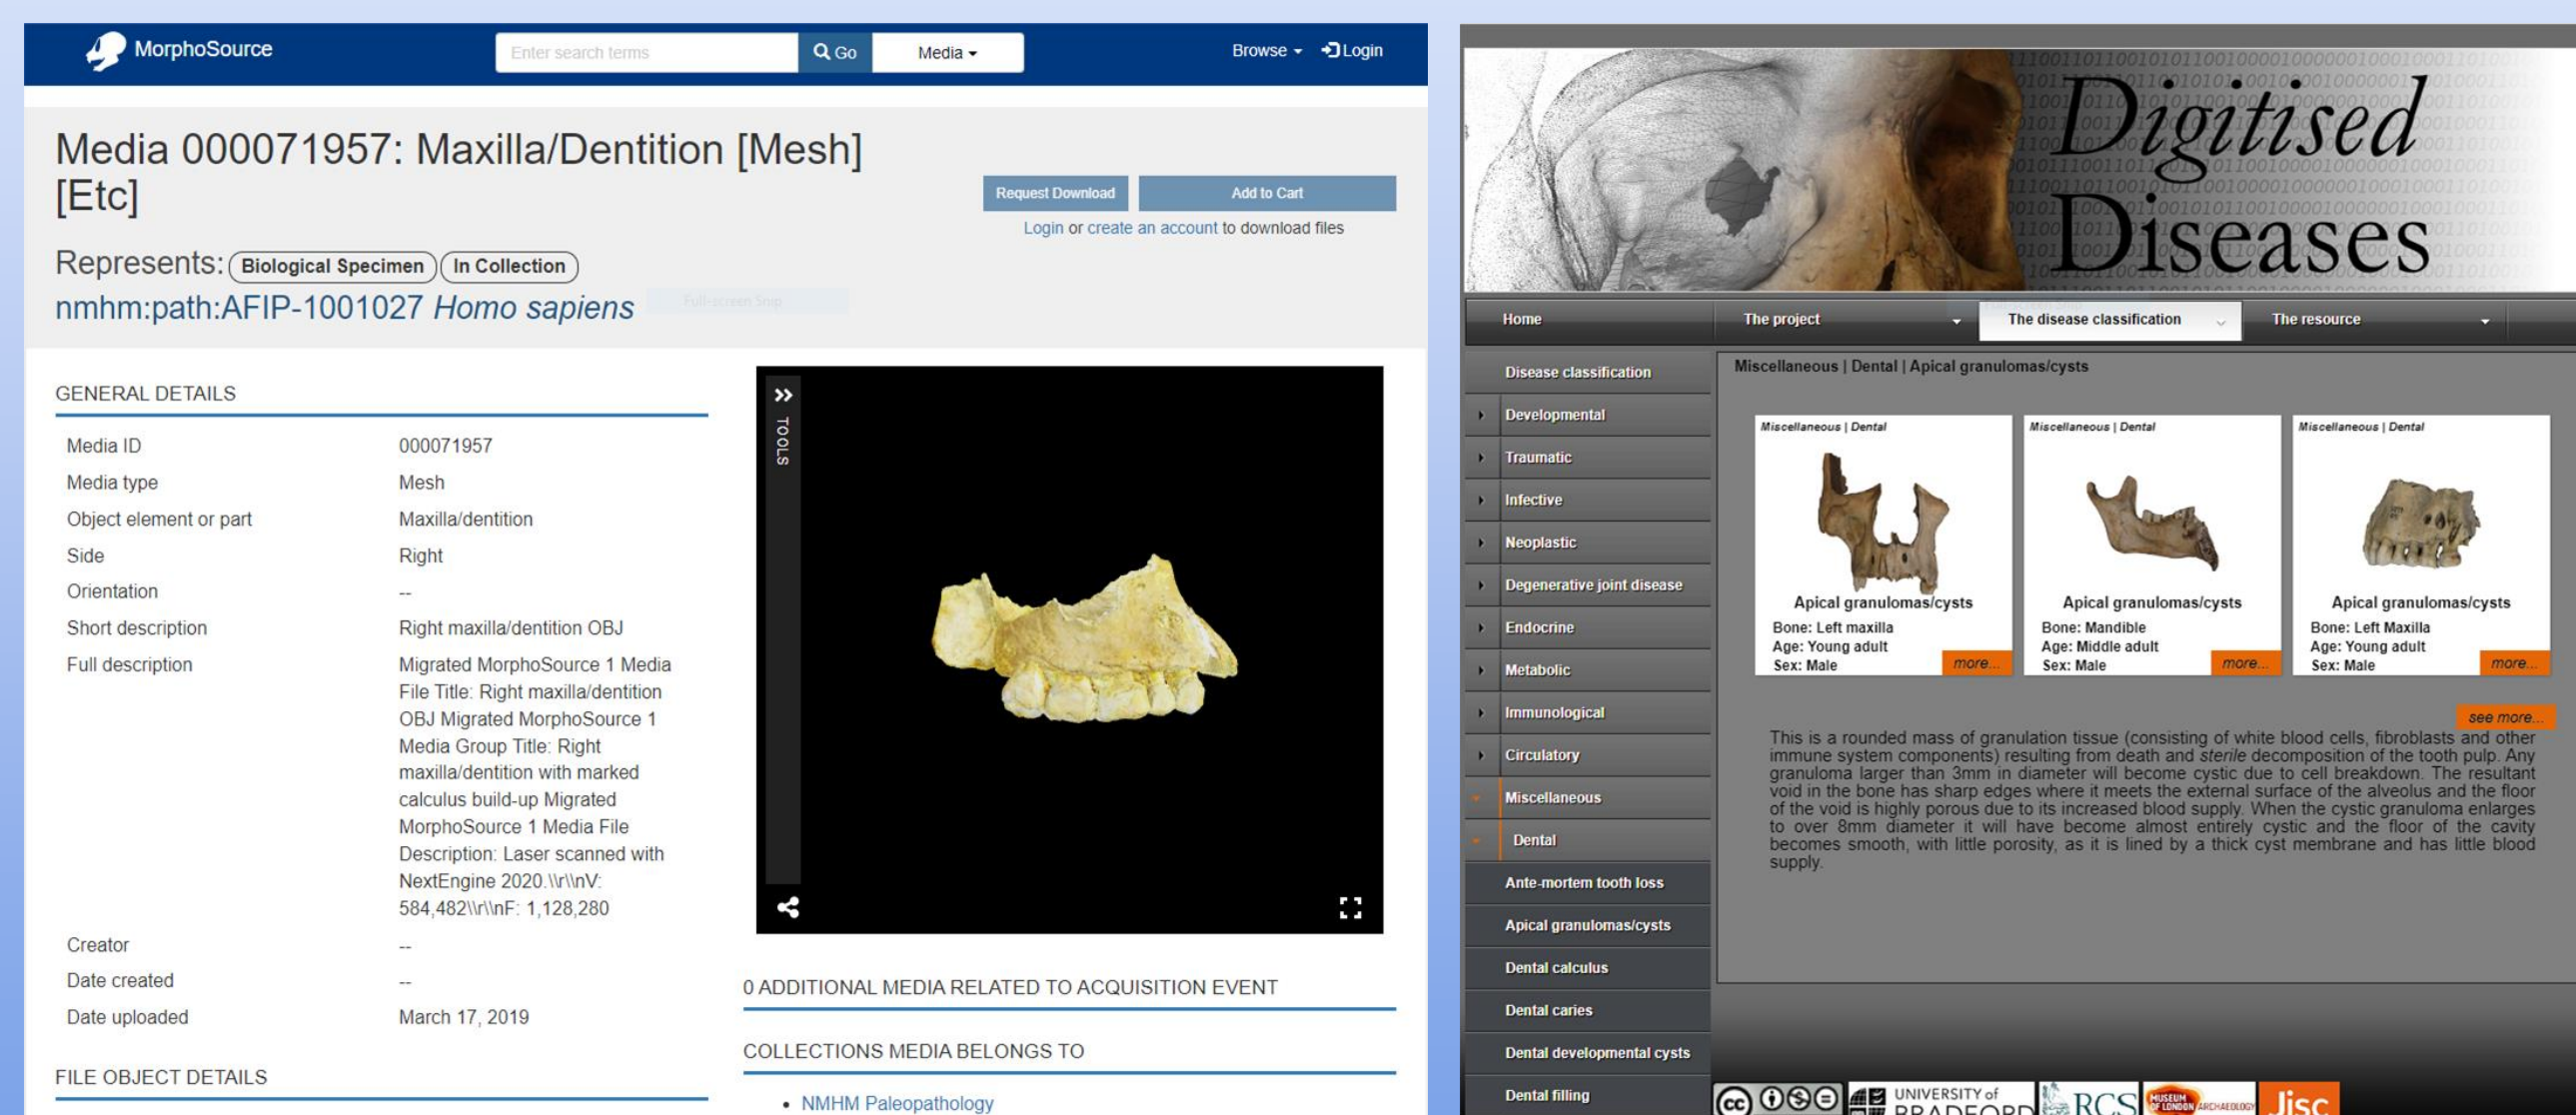 MorphoSource
Enter search terms
Go
Media
Browse
Login
Media 000071957: Maxilla/Dentition [Mesh]
[Etc]
Request Download
Add to Cart
Login or create an account to download files
Represents: Biological Specimen In Collection
nmhm:path:AFIP-1001027 Homo sapiens
Full-screen Snip
GENERAL DETAILS
Media ID 000071957
Media type Mesh
Object element or part Maxilla/dentition
Side Right
Orientation --
Short description Right maxilla/dentition OBJ
Full description Migrated MorphoSource 1 Media
File Title: Right maxilla/dentition
OBJ Migrated MorphoSource 1
Media Group Title: Right
maxilla/dentition with marked
calculus build-up Migrated
MorphoSource 1 Media File
Description: Laser scanned with
NextEngine 2020.\\r\\nV:
584,482\\r\\nF: 1,128,280
Creator --
Date created --
Date uploaded March 17, 2019
FILE OBJECT DETAILS
TOOLS
0 ADDITIONAL MEDIA RELATED TO ACQUISITION EVENT
COLLECTIONS MEDIA BELONGS TO
• NMHM Paleopathology
Digitised
Diseases
Home
The project
The disease classification
The resource
Disease classification
Developmental
Traumatic
Infective
Neoplastic
Degenerative joint disease
Endocrine
Metabolic
Immunological
Circulatory
Miscellaneous
Dental
Ante-mortem tooth loss
Apical granulomas/cysts
Dental calculus
Dental caries
Dental developmental cysts
Dental filling
Miscellaneous | Dental | Apical granulomas/cysts
Miscellaneous | Dental
Apical granulomas/cysts
Bone: Left maxilla
Age: Young adult
Sex: Male
more...
Miscellaneous | Dental
Apical granulomas/cysts
Bone: Mandible
Age: Middle adult
Sex: Male
more...
Miscellaneous | Dental
Apical granulomas/cysts
Bone: Left Maxilla
Age: Young adult
Sex: Male
more...
see more...
This is a rounded mass of granulation tissue (consisting of white blood cells, fibroblasts and other
immune system components) resulting from death and sterile decomposition of the tooth pulp. Any
granuloma larger than 3mm in diameter will become cystic due to cell breakdown. The resultant
void in the bone has sharp edges where it meets the external surface of the alveolus and the floor
of the void is highly porous due to its increased blood supply. When the cystic granuloma enlarges
to over 8mm diameter it will have become almost entirely cystic and the floor of the cavity
becomes smooth, with little porosity, as it is lined by a thick cyst membrane and has little blood
supply.
cc
UNIVERSITY of
BRADFORD
RCS
MUSEUM
OF LONDON ARCHAEOLOGY
Jisc